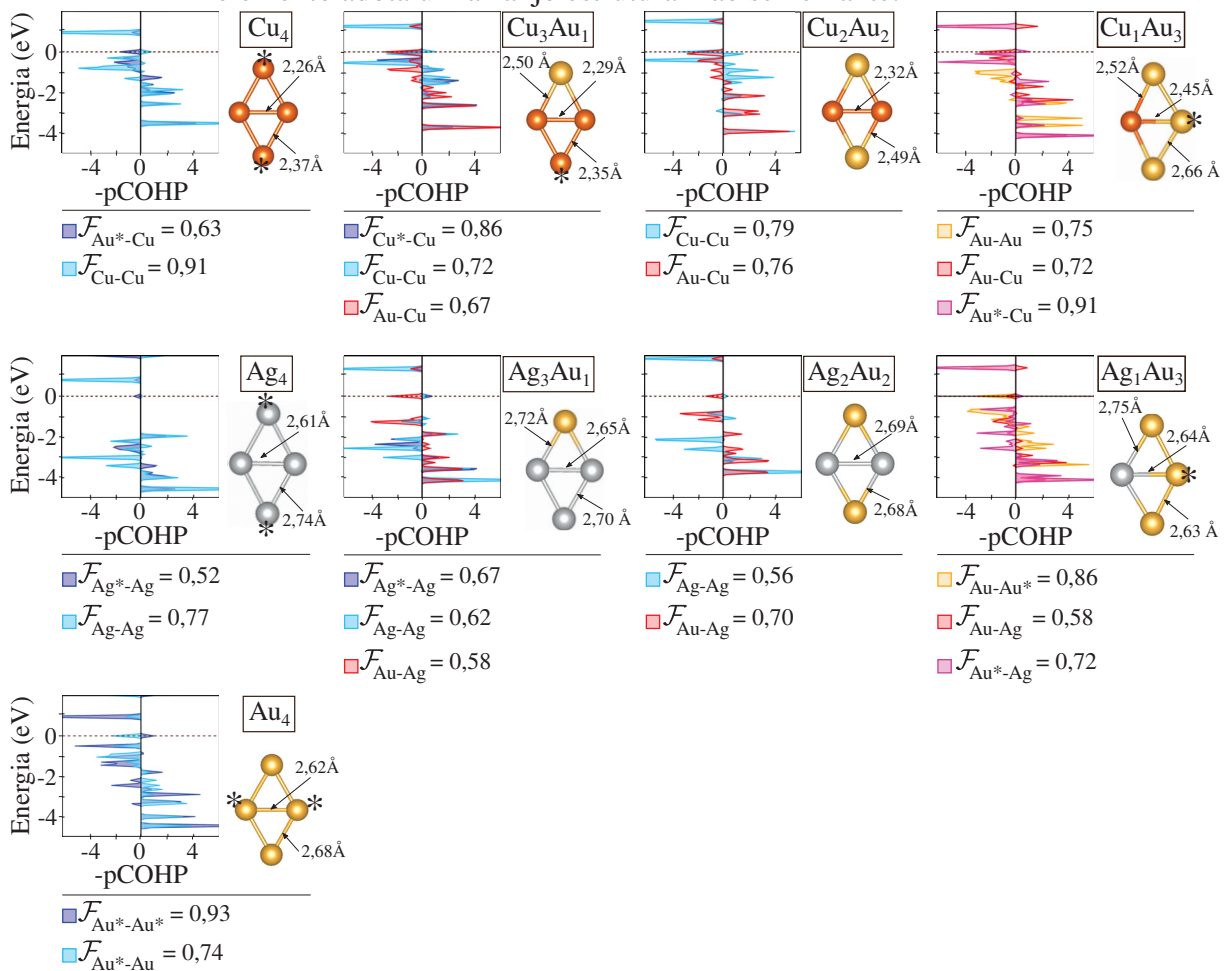 Cu4
Cu3Au1
Cu2Au2
Cu1Au3
Energia (eV)
0
-2
-4
2,26Å
2,37Å
2,50 Å
2,29Å
2,35Å
2,32Å
2,49Å
2,52Å
2,45Å
2,66 Å
* * * *
-4 0 4
-4 0 4
-4 0 4
-4 0 4
-pCOHP
-pCOHP
-pCOHP
-pCOHP
ℱAu*-Cu = 0,63
ℱCu-Cu = 0,91
ℱCu*-Cu = 0,86
ℱCu-Cu = 0,72
ℱAu-Cu = 0,67
ℱCu-Cu = 0,79
ℱAu-Cu = 0,76
ℱAu-Au = 0,75
ℱAu-Cu = 0,72
ℱAu*-Cu = 0,91
Ag4
Ag3Au1
Ag2Au2
Ag1Au3
Energia (eV)
0
-2
-4
2,61Å
2,74Å
2,72Å
2,65Å
2,70 Å
2,69Å
2,68Å
2,75Å
2,64Å
2,63 Å
* * *
-4 0 4
-4 0 4
-4 0 4
-4 0 4
-pCOHP
-pCOHP
-pCOHP
-pCOHP
ℱAg*-Ag = 0,52
ℱAg-Ag = 0,77
ℱAg*-Ag = 0,67
ℱAg-Ag = 0,62
ℱAu-Ag = 0,58
ℱAg-Ag = 0,56
ℱAu-Ag = 0,70
ℱAu-Au* = 0,86
ℱAu-Ag = 0,58
ℱAu*-Ag = 0,72
Au4
Energia (eV)
0
-2
-4
2,62Å
2,68Å
* *
-4 0 4
-pCOHP
ℱAu*-Au* = 0,93
ℱAu*-Au = 0,74